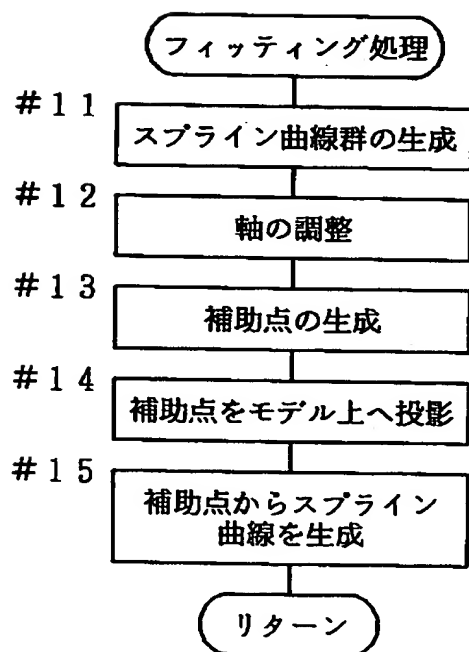 フィッティング処理
#11
スプライン曲線群の生成
#12
軸の調整
#13
補助点の生成
#14
補助点をモデル上へ投影
#15
補助点からスプライン
曲線を生成
リターン